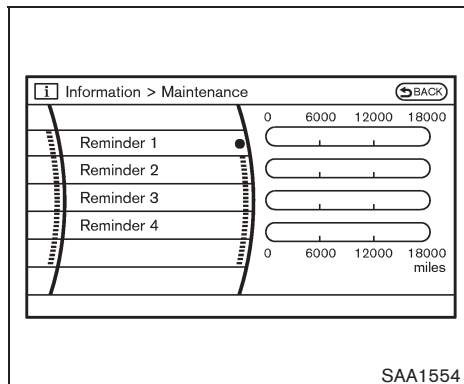 i Information > Maintenance BACK
0 6000 12000 18000
Reminder 1
Reminder 2
Reminder 3
Reminder 4
0 6000 12000 18000
miles
SAA1554